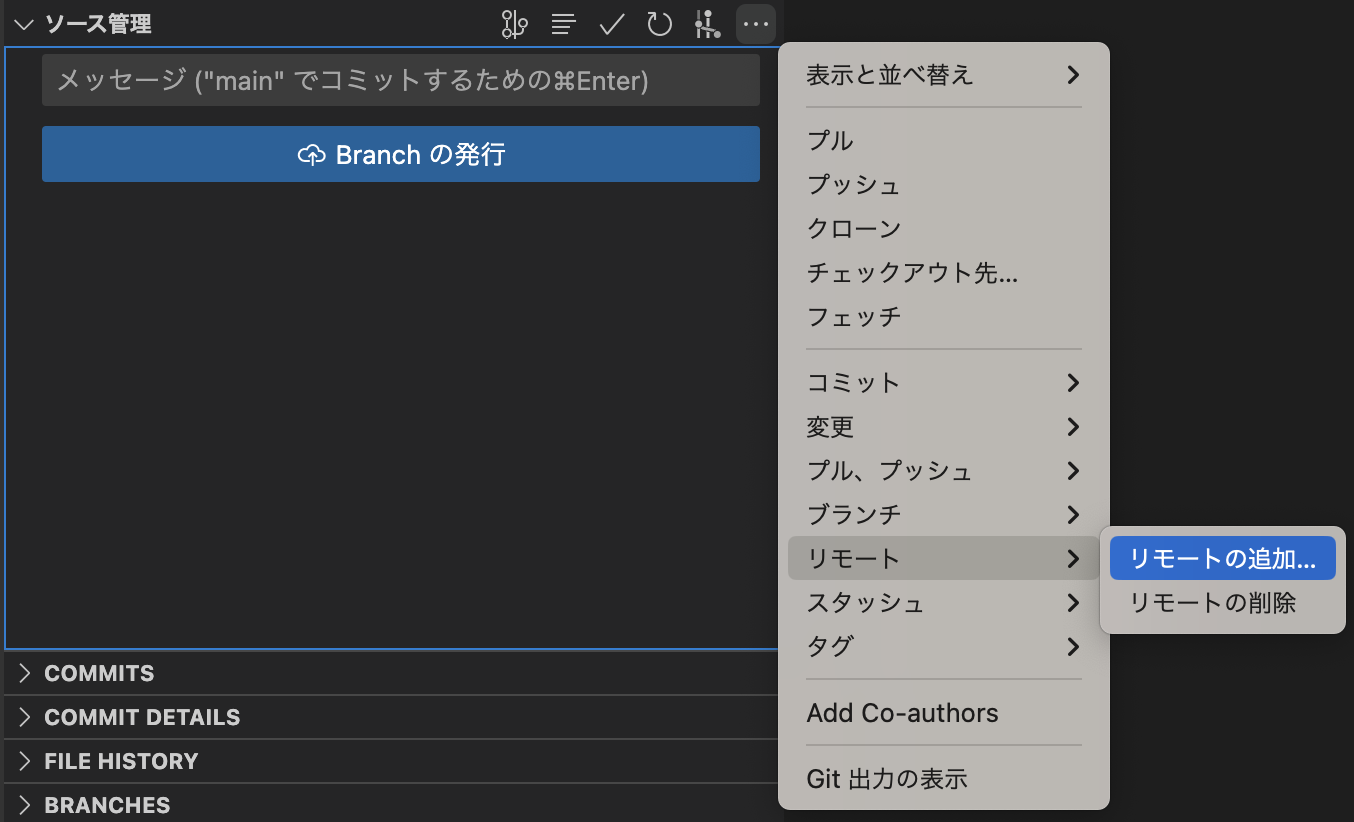 ソース管理
メッセージ ("main" でコミットするための⌘Enter)
Branch の発行
表示と並べ替え
プル
プッシュ
クローン
チェックアウト先...
フェッチ
コミット
変更
プル、プッシュ
ブランチ
リモート
リモートの追加...
リモートの削除
スタッシュ
タグ
Add Co-authors
Git 出力の表示
COMMITS
COMMIT DETAILS
FILE HISTORY
BRANCHES